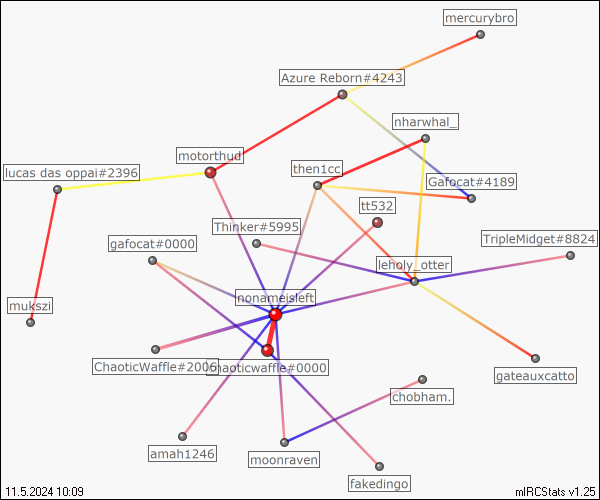 mercurybro
Azure Reborn#4243
nharwhal_
motorthud
then1cc
lucas das oppai#2396
Gafocat#4189
tt532
Thinker#5995
gafocat#0000
TripleMidget#8824
leholy_otter
nonameisleft
mukszi
ChaoticWaffle#2006
chaoticwaffle#0000
gateauxcatto
chobham.
amah1246
moonraven
fakedingo
11.5.2024 10:09
mIRCStats v1.25